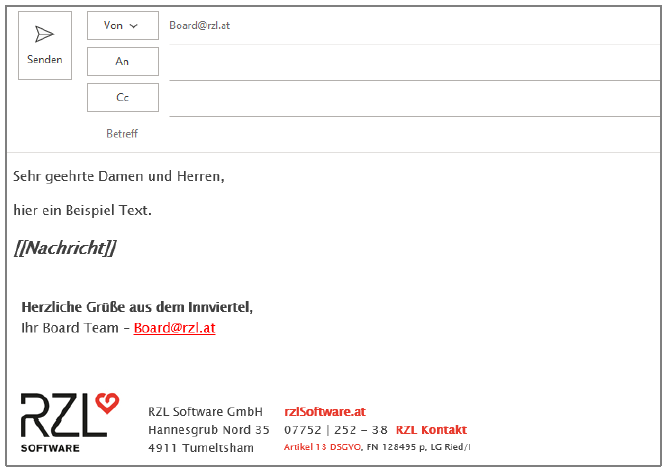 Von
Board@rzl.at
Senden
An
Cc
Betreff
Sehr geehrte Damen und Herren,
hier ein Beispiel Text.
[[Nachricht]]
Herzliche Grüße aus dem Innviertel,
Ihr Board Team – Board@rzl.at
RZL
SOFTWARE
RZL Software GmbH rzlSoftware.at
Hannesgrub Nord 35 07752 | 252 – 38 RZL Kontakt
4911 Tumeltsham Artikel 13 DSGVO, FN 128495 p, LG Ried/I